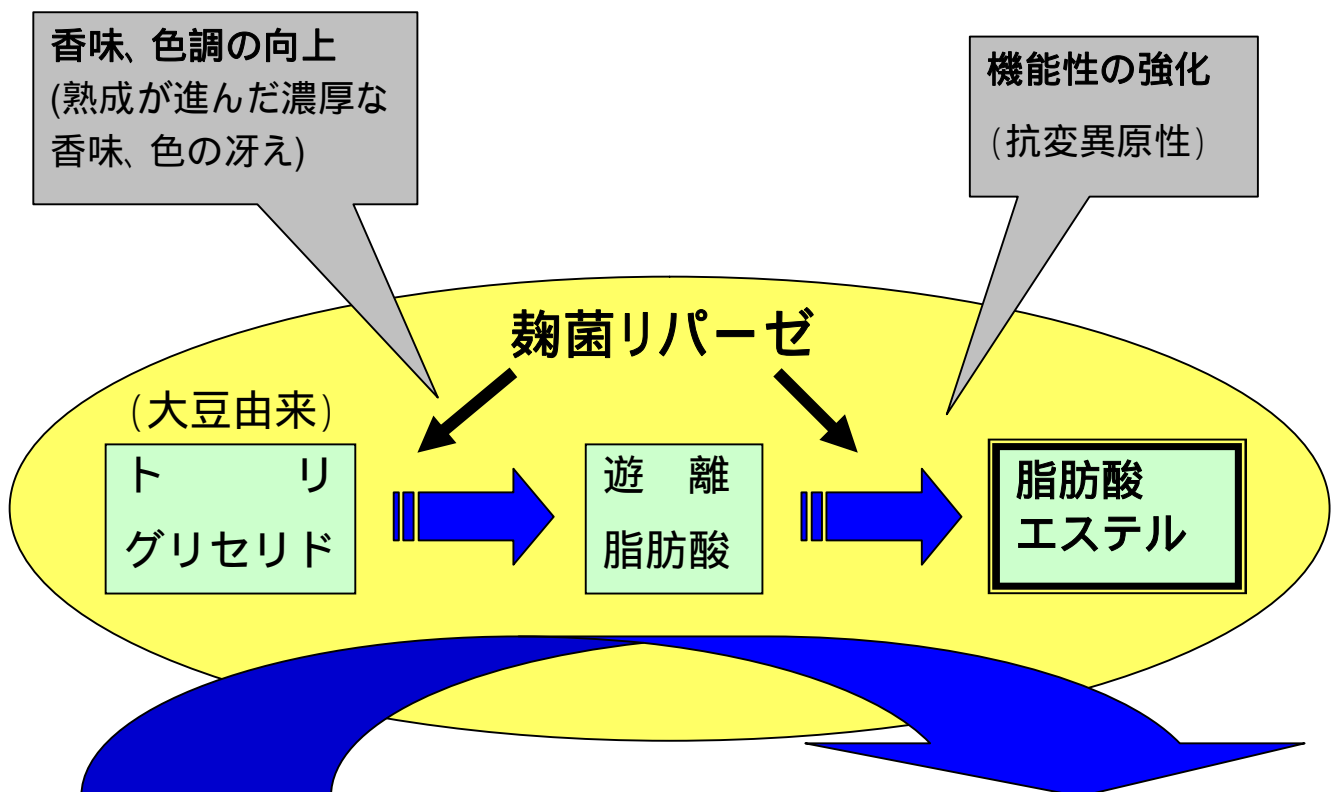 香味、色調の向上
(熟成が進んだ濃厚な
香味、色の冴え)
機能性の強化
(抗変異原性)
麹菌リパーゼ
(大豆由来)
トリ
グリセリド
遊離
脂肪酸
脂肪酸
エステル